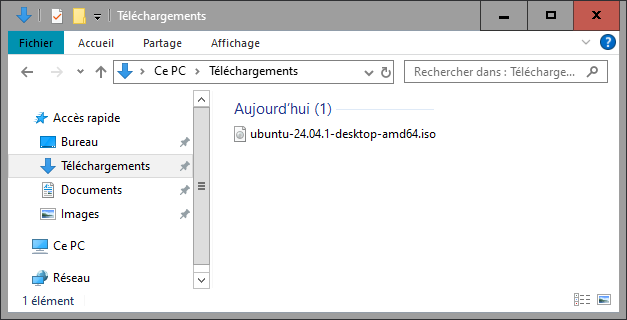 Téléchargements
Fichier Accueil Partage Affichage
Ce PC Téléchargements Rechercher dans : Télécharge...
Accès rapide
Bureau
Téléchargements
Documents
Images
Ce PC
Réseau
Aujourd'hui (1)
ubuntu-24.04.1-desktop-amd64.iso
1 élément